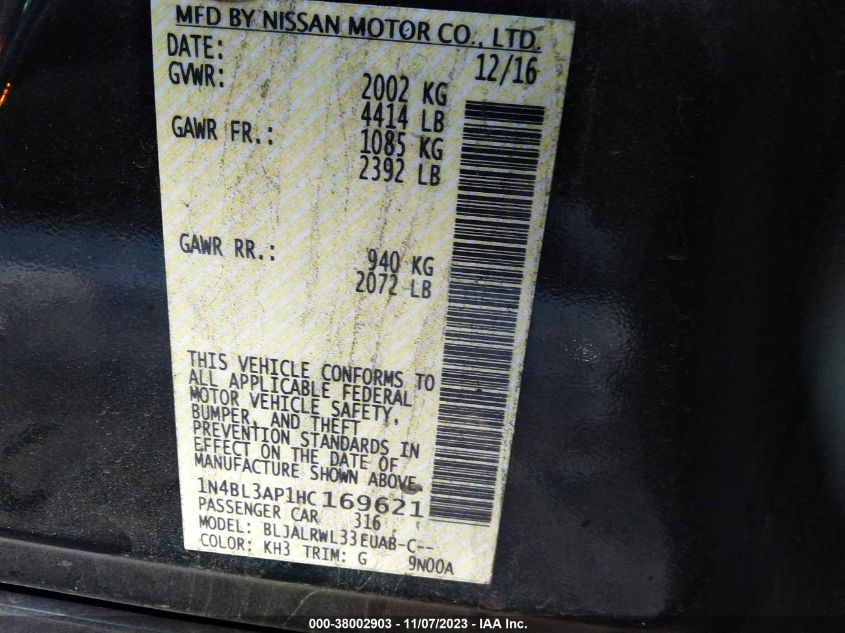 MFD BY NISSAN MOTOR CO., LTD.
DATE: 12/16
GVWR: 2002 KG
4414 LB
GAWR FR.: 1085 KG
2392 LB
GAWR RR.: 940 KG
2072 LB
THIS VEHICLE CONFORMS TO
ALL APPLICABLE FEDERAL
MOTOR VEHICLE SAFETY,
BUMPER, AND THEFT
PREVENTION STANDARDS IN
EFFECT ON THE DATE OF
MANUFACTURE SHOWN ABOVE.
1N4BL3AP1HC169621
PASSENGER CAR 316
MODEL: BLJALRWL33EUAB-C--
COLOR: KH3 TRIM: G 9N00A
000-38002903 - 11/07/2023 - IAA Inc.